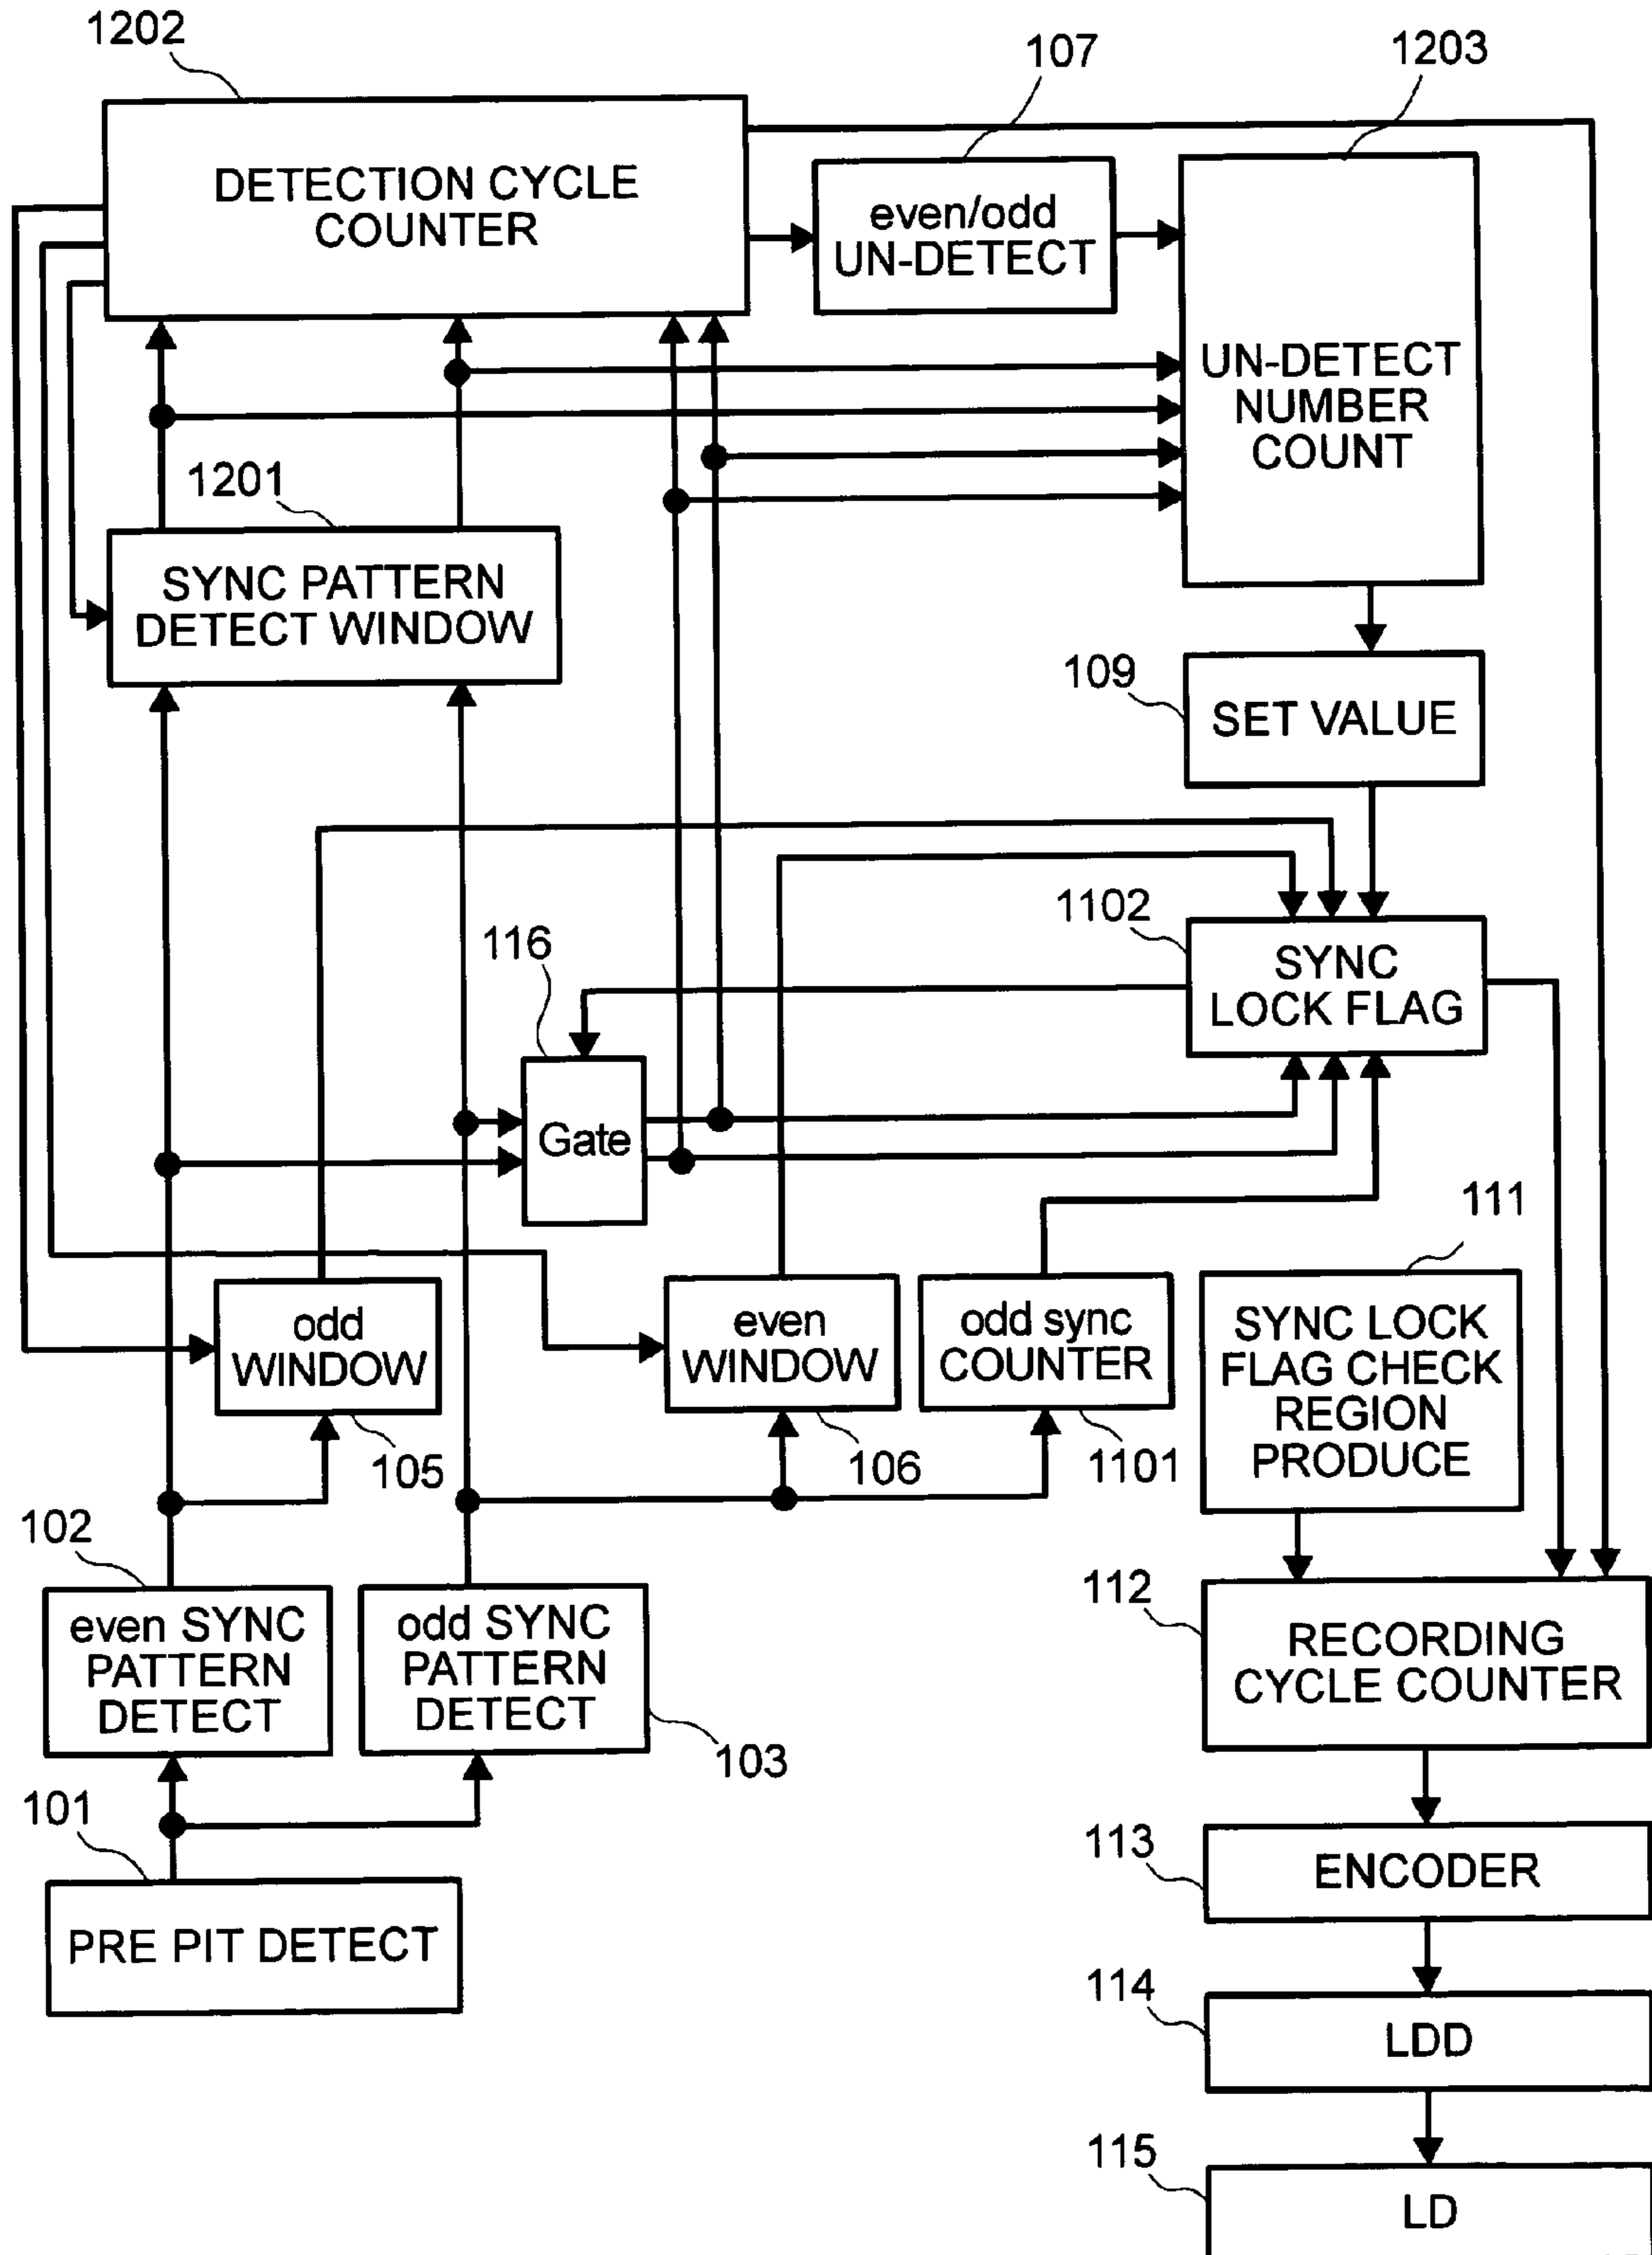 1202
107
1203
DETECTION CYCLE
COUNTER
even/odd
UN-DETECT
UN-DETECT
NUMBER
COUNT
1201
SYNC PATTERN
DETECT WINDOW
109
SET VALUE
1102
SYNC
LOCK FLAG
116
Gate
111
odd
WINDOW
even
WINDOW
odd sync
COUNTER
SYNC LOCK
FLAG CHECK
REGION
PRODUCE
105
106
1101
102
even SYNC
PATTERN
DETECT
odd SYNC
PATTERN
DETECT
103
112
RECORDING
CYCLE COUNTER
101
PRE PIT DETECT
113
ENCODER
114
LDD
115
LD